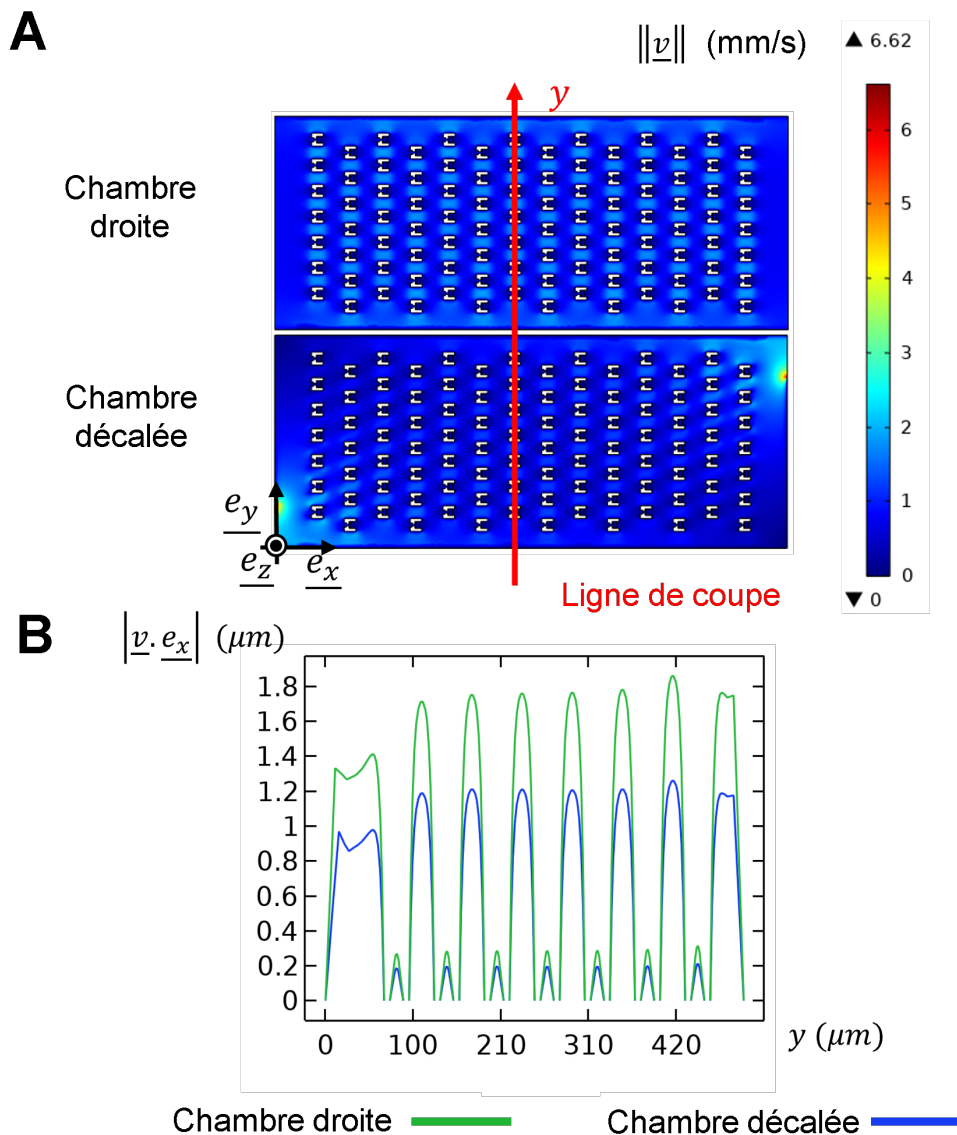 A
||v|| (mm/s)
▲ 6.62
y
6
5
4
3
2
1
0
▼ 0
Chambre
droite
Chambre
décalée
e_y
e_z
e_x
Ligne de coupe
B
|v.e_x| (μm)
1.8
1.6
1.4
1.2
1
0.8
0.6
0.4
0.2
0
0 100 210 310 420
y (μm)
Chambre droite
Chambre décalée